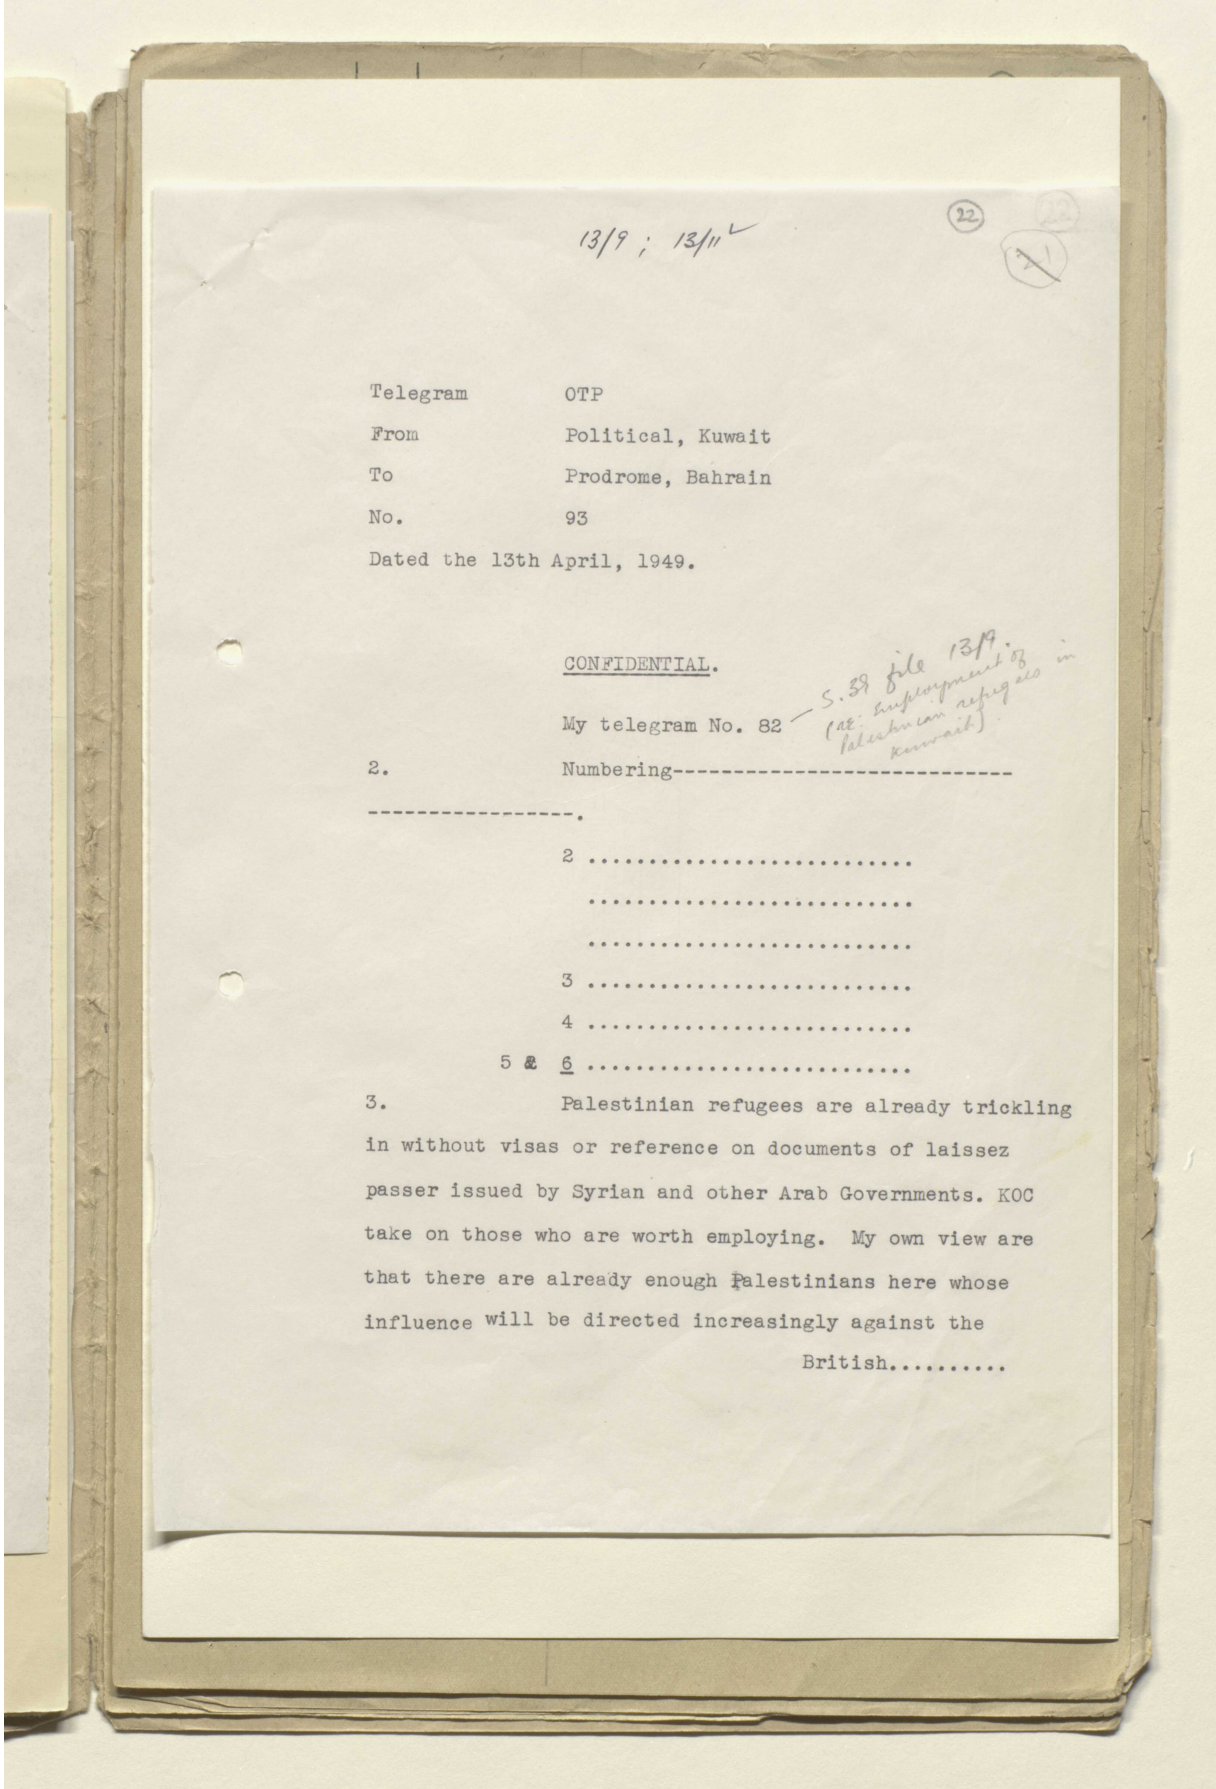 22
22
21
13/9 ; 13/11
Telegram OTP
From Political, Kuwait
To Prodrome, Bahrain
No. 93
Dated the 13th April, 1949.
CONFIDENTIAL.
S. 39 file 13/9.
(re: Employment of
Palestinian refugees in
Kuwait)
My telegram No. 82
2. Numbering----------------------------
-----------------.
2 ...........................
...........................
...........................
3 ...........................
4 ...........................
5 & 6 ...........................
3. Palestinian refugees are already trickling
in without visas or reference on documents of laissez
passer issued by Syrian and other Arab Governments. KOC
take on those who are worth employing. My own view are
that there are already enough Palestinians here whose
influence will be directed increasingly against the
British..........